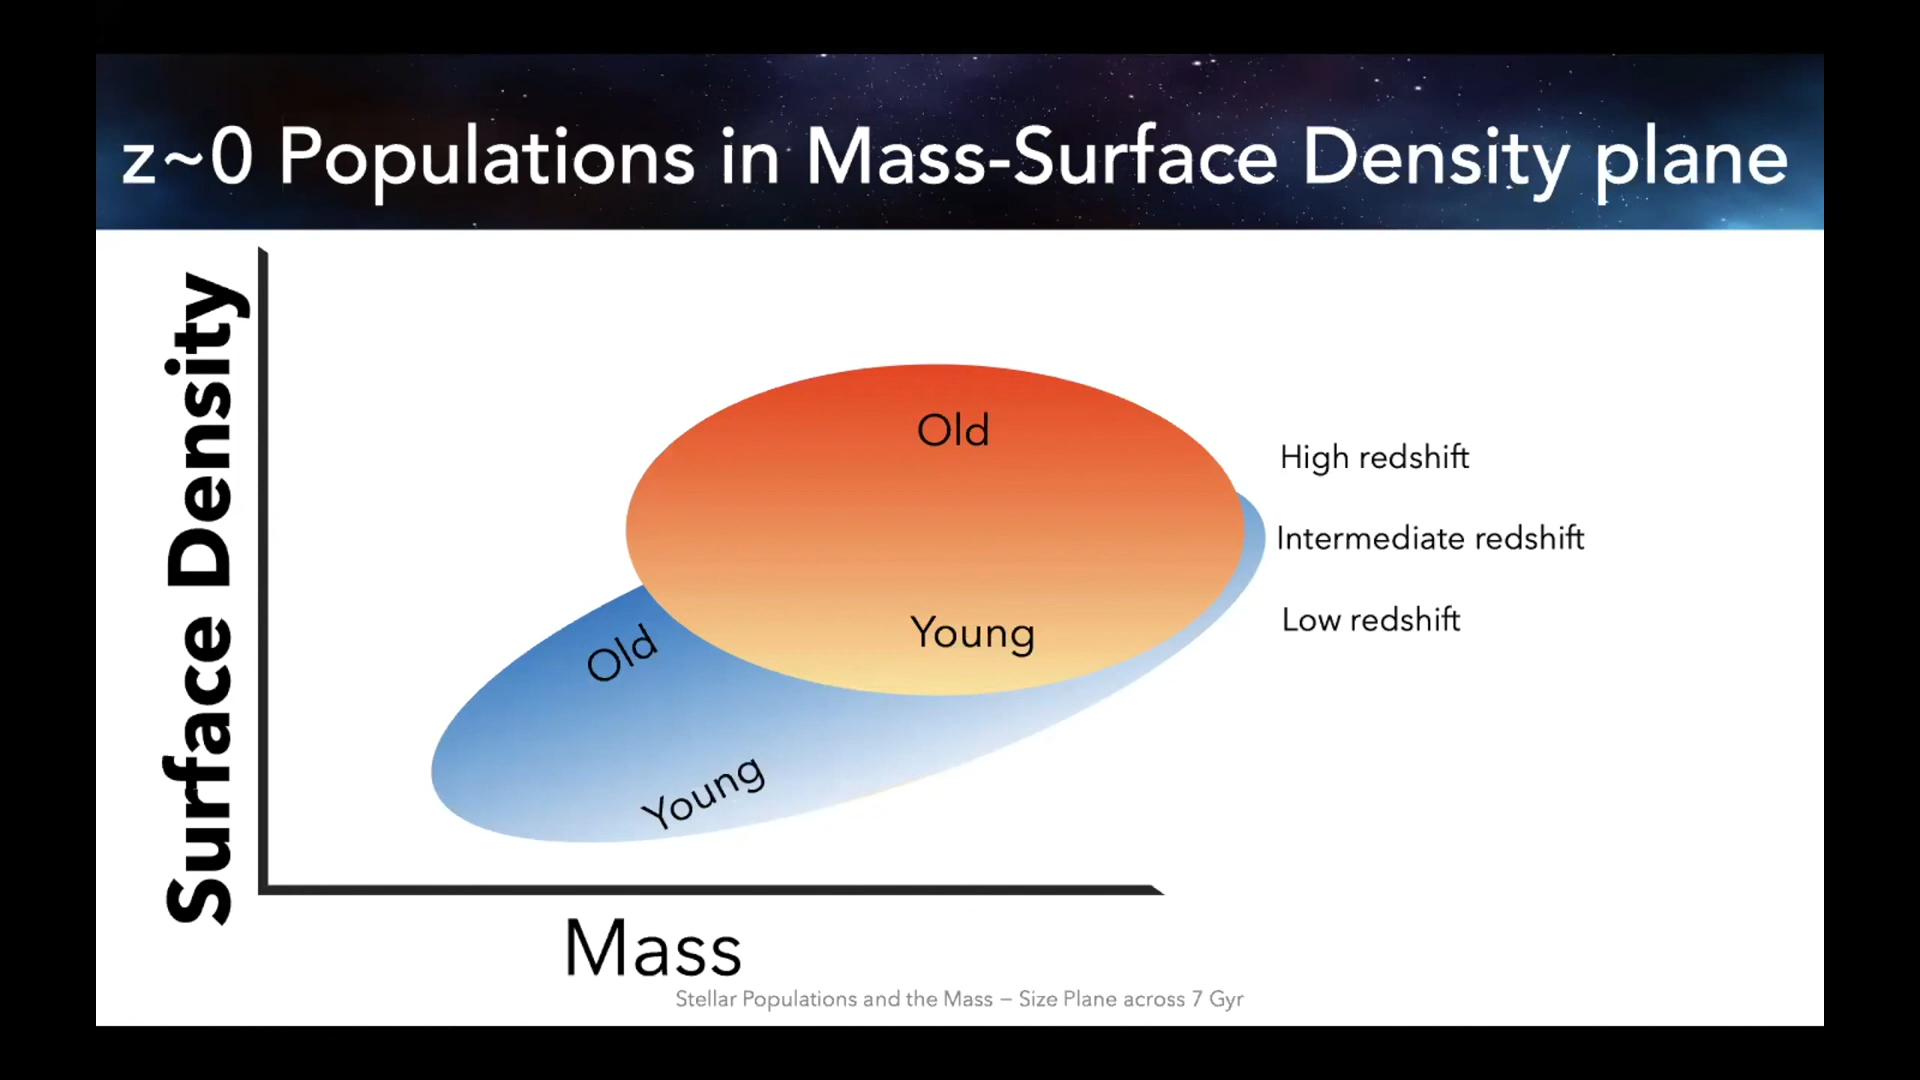 z~0 Populations in Mass-Surface Density plane
Surface Density
Old
High redshift
Intermediate redshift
Low redshift
Young
Old
Young
Mass
Stellar Populations and the Mass – Size Plane across 7 Gyr